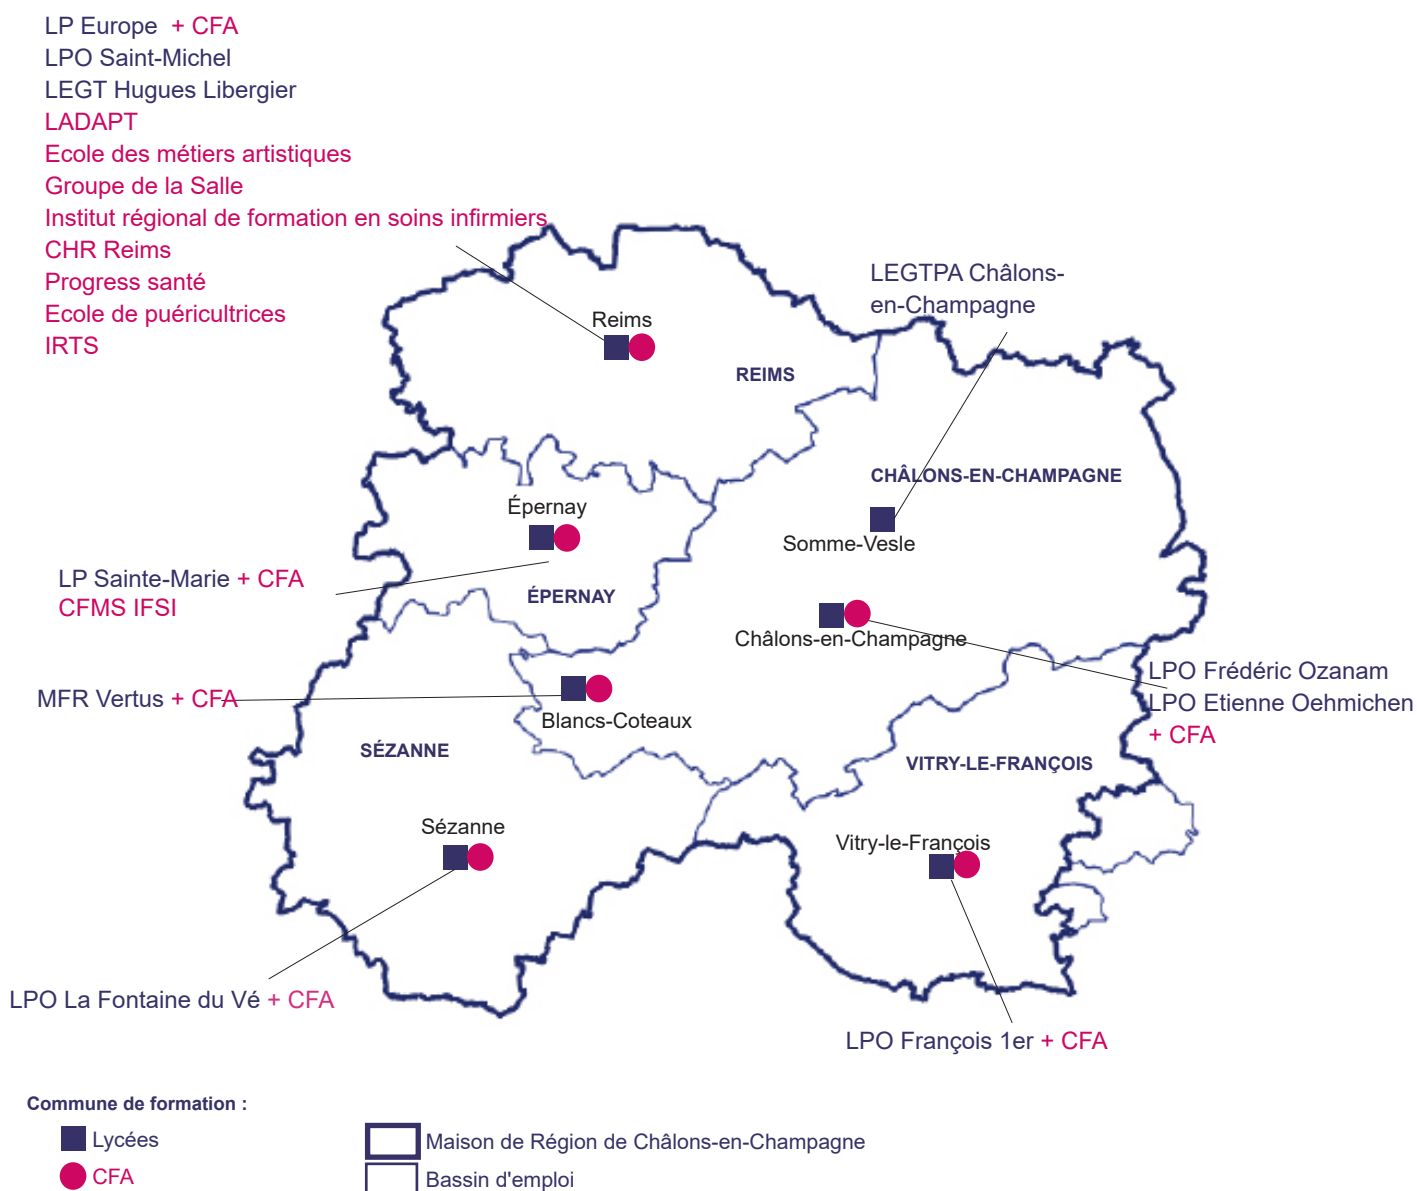 LP Europe + CFA
LPO Saint-Michel
LEGT Hugues Libergier
LADAPT
Ecole des métiers artistiques
Groupe de la Salle
Institut régional de formation en soins infirmiers
CHR Reims
Progress santé
Ecole de puéricultrices
IRTS
LEGTPA Châlons-
en-Champagne
Reims
REIMS
CHÂLONS-EN-CHAMPAGNE
Épernay
Somme-Vesle
LP Sainte-Marie + CFA
CFMS IFSI
ÉPERNAY
Châlons-en-Champagne
LPO Frédéric Ozanam
LPO Etienne Oehmichen
+ CFA
MFR Vertus + CFA
Blancs-Coteaux
SÉZANNE
VITRY-LE-FRANÇOIS
Sézanne
Vitry-le-François
LPO La Fontaine du Vé + CFA
LPO François 1er + CFA
Commune de formation :
Lycées
Maison de Région de Châlons-en-Champagne
CFA
Bassin d'emploi